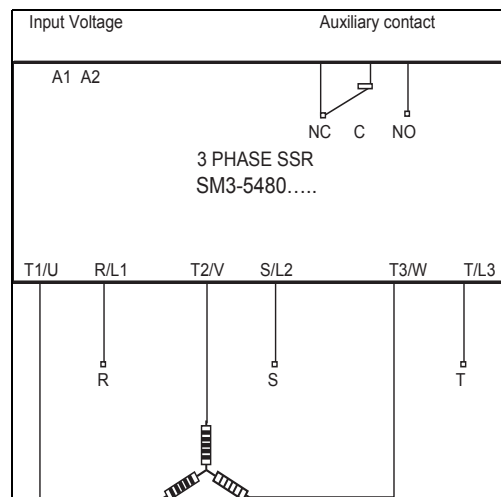 Input Voltage Auxiliary contact
A1 A2
NC C NO
3 PHASE SSR
SM3-5480.....
T1/U R/L1 T2/V S/L2 T3/W T/L3
R S T